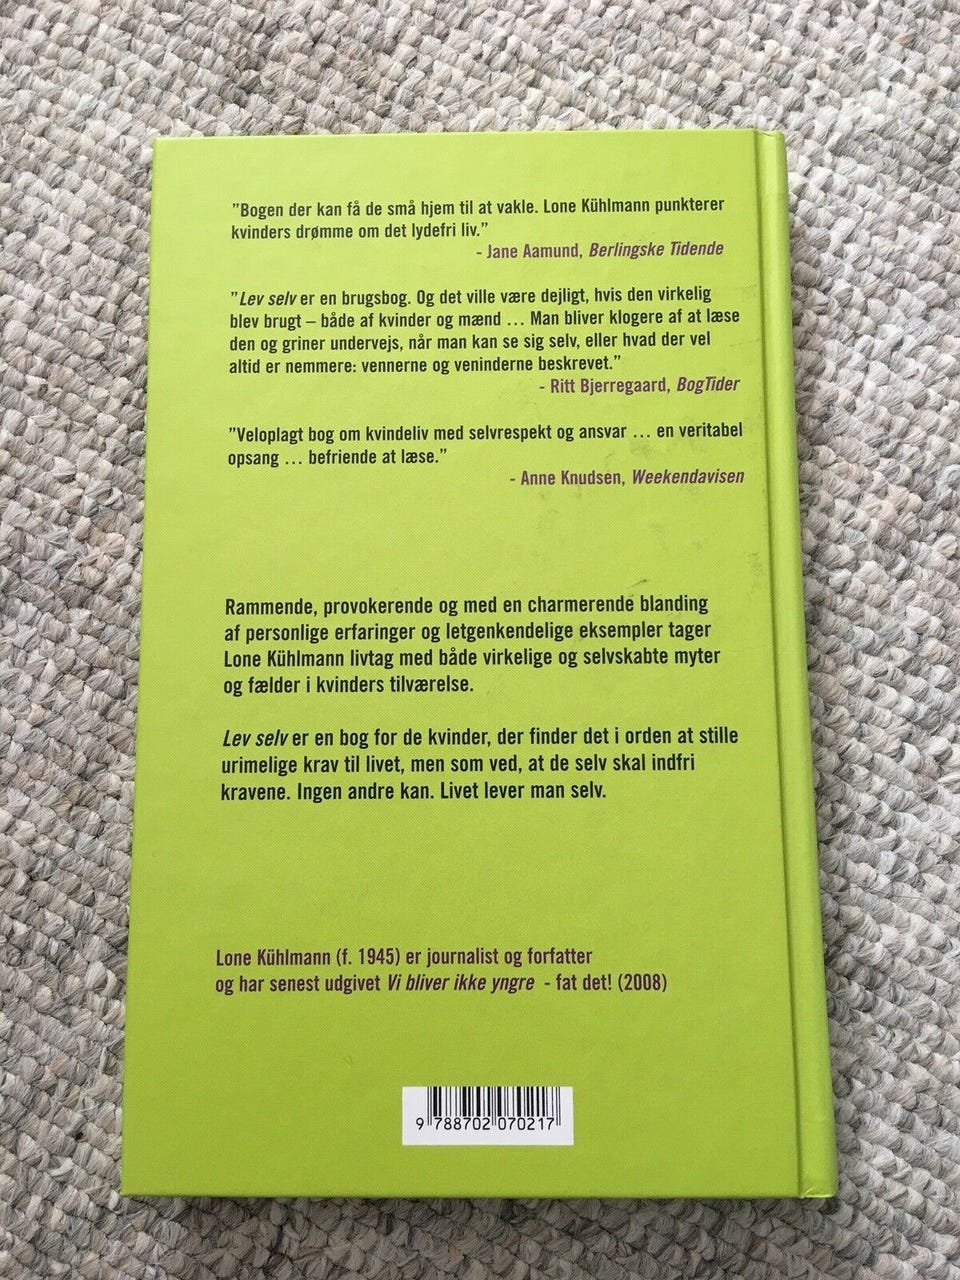 ”Bogen der kan få de små hjem til at vakle. Lone Kühlmann punkterer
kvinders drømme om det lydefri liv.”
- Jane Aamund, Berlingske Tidende
”Lev selv er en brugsbog. Og det ville være dejligt, hvis den virkelig
blev brugt – både af kvinder og mænd ... Man bliver klogere af at læse
den og griner undervejs, når man kan se sig selv, eller hvad der vel
altid er nemmere: vennerne og veninderne beskrevet.”
- Ritt Bjerregaard, BogTider
”Veloplagt bog om kvindeliv med selvrespekt og ansvar ... en veritabel
opsang ... befriende at læse.”
- Anne Knudsen, Weekendavisen
Rammende, provokerende og med en charmerende blanding
af personlige erfaringer og letgenkendelige eksempler tager
Lone Kühlmann livtag med både virkelige og selvskabte myter
og fælder i kvinders tilværelse.
Lev selv er en bog for de kvinder, der finder det i orden at stille
urimelige krav til livet, men som ved, at de selv skal indfri
kravene. Ingen andre kan. Livet lever man selv.
Lone Kühlmann (f. 1945) er journalist og forfatter
og har senest udgivet Vi bliver ikke yngre - fat det! (2008)
9 788702 070217